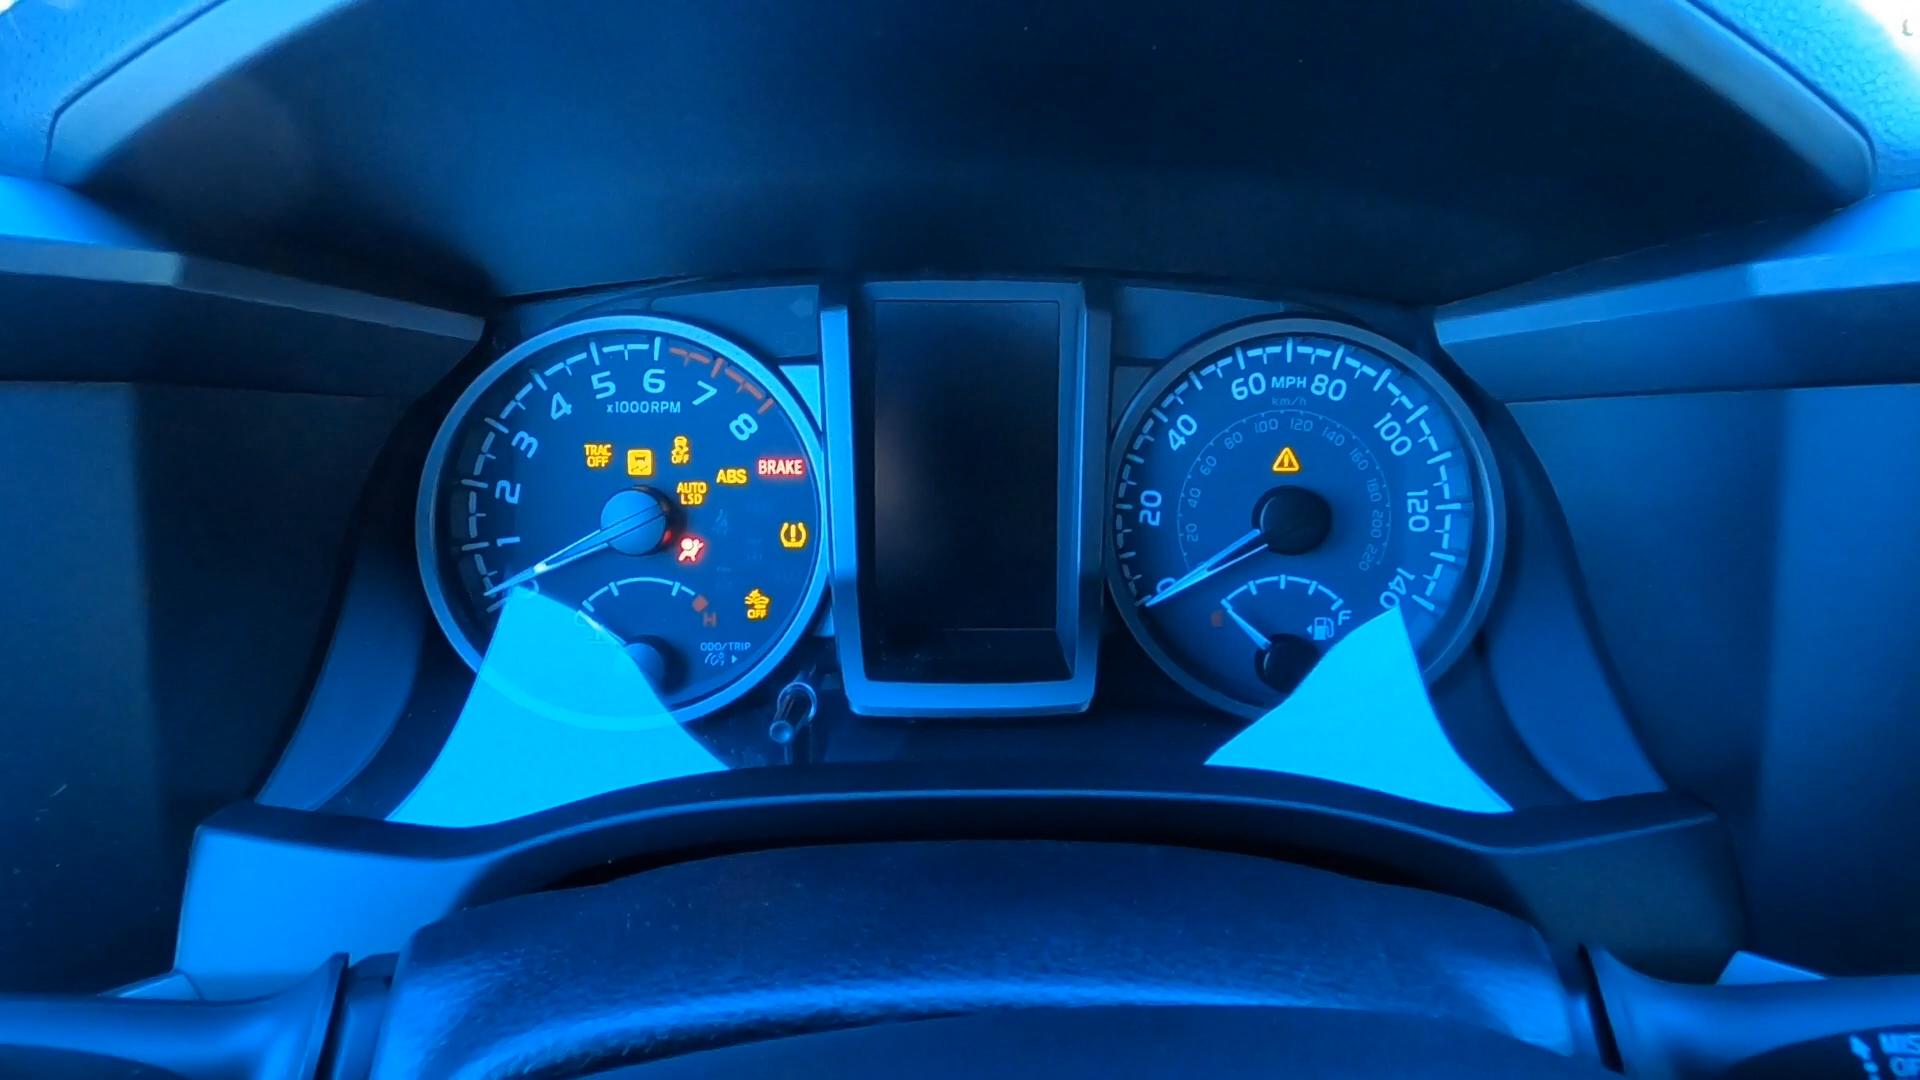 5 6
4 7
3 8
2
1
0
x1000RPM
TRAC
OFF
OFF
AUTO
LSD
ABS
BRAKE
OFF
H
ODO/TRIP
60 MPH 80
km/h
40 100
20 120
0 140
80 100 120 140
60 160
40 180
20 200
220
F